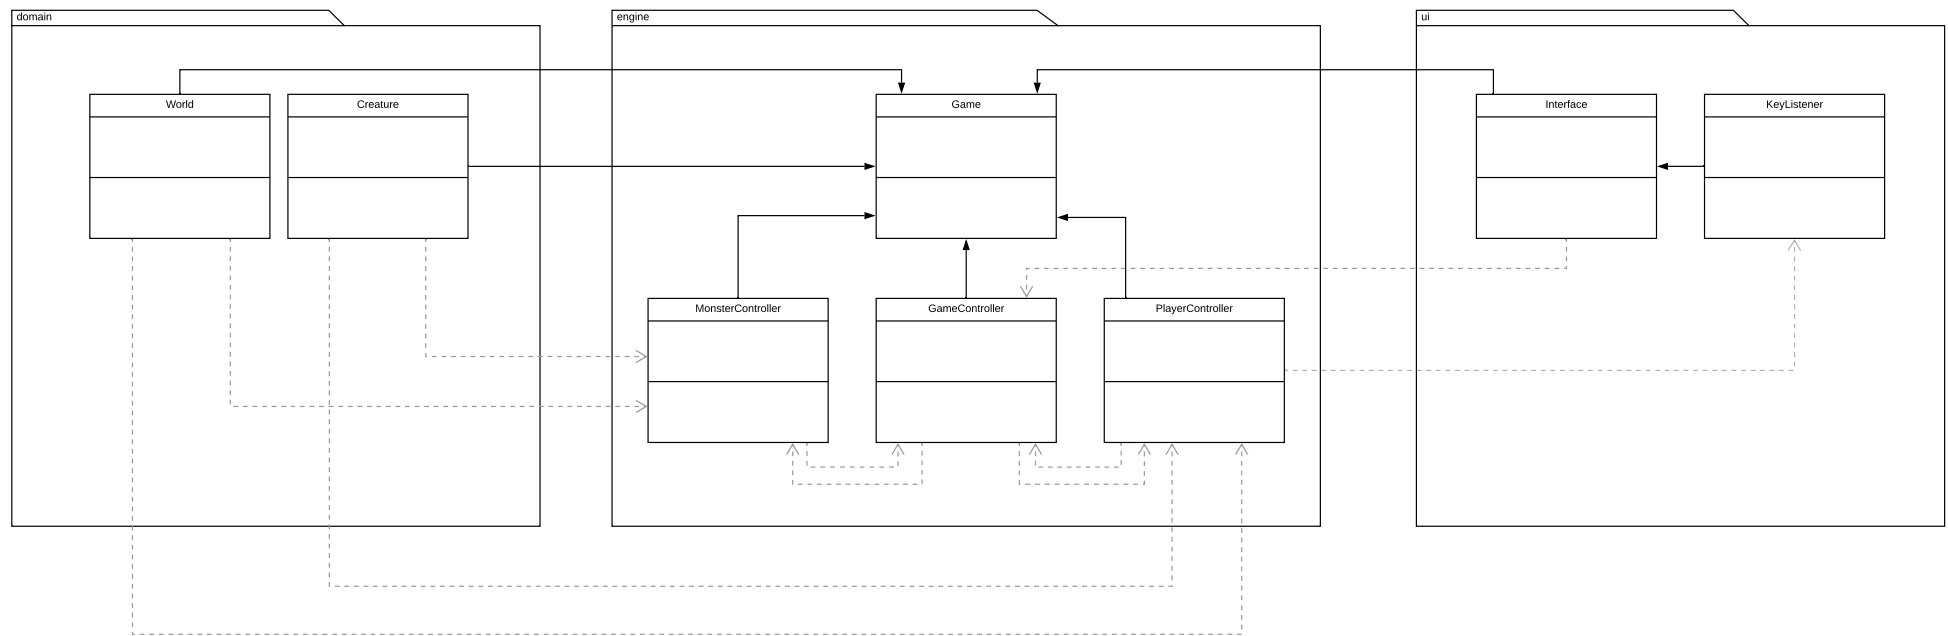 domain
engine
ui
World
Creature
Game
Interface
KeyListener
MonsterController
GameController
PlayerController